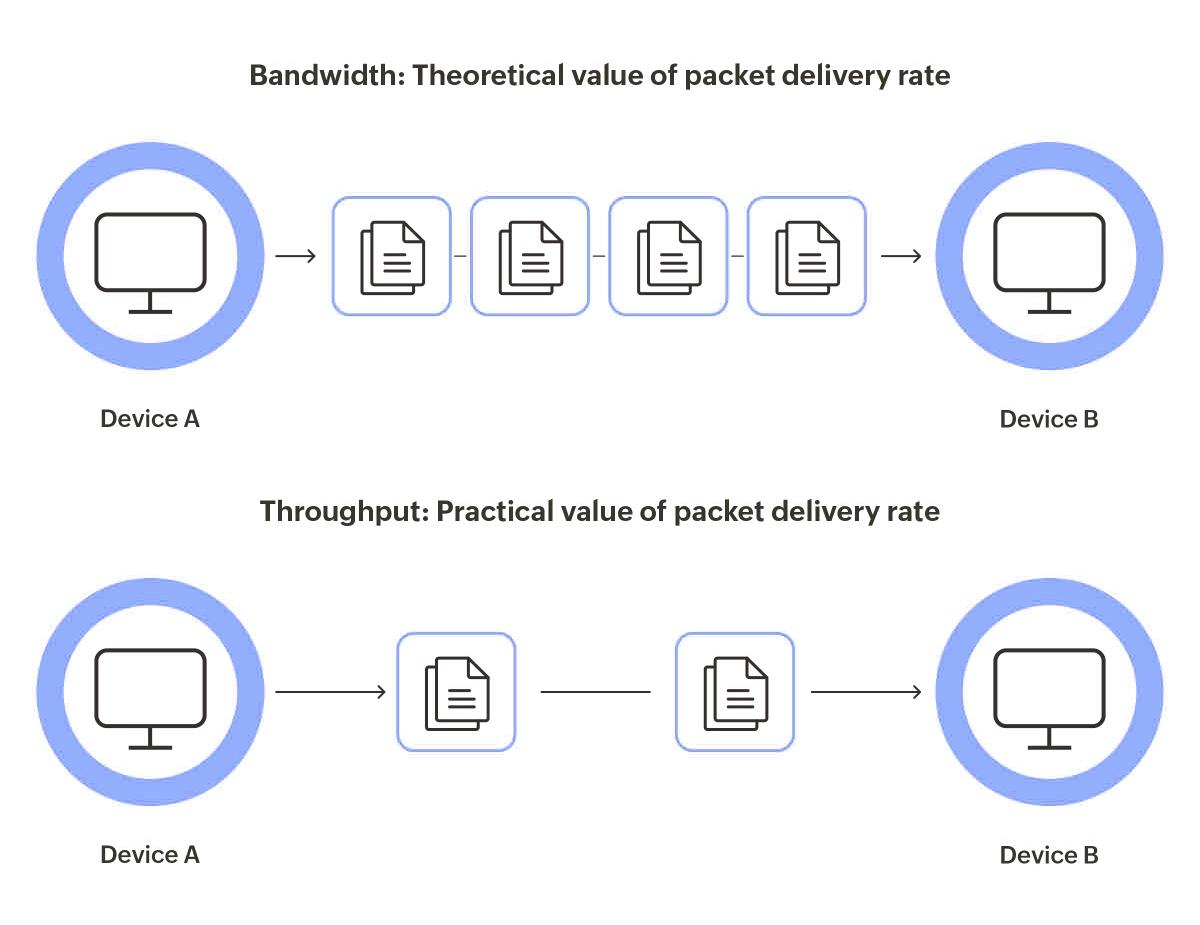 Bandwidth: Theoretical value of packet delivery rate
Device A
Device B
Throughput: Practical value of packet delivery rate
Device A
Device B